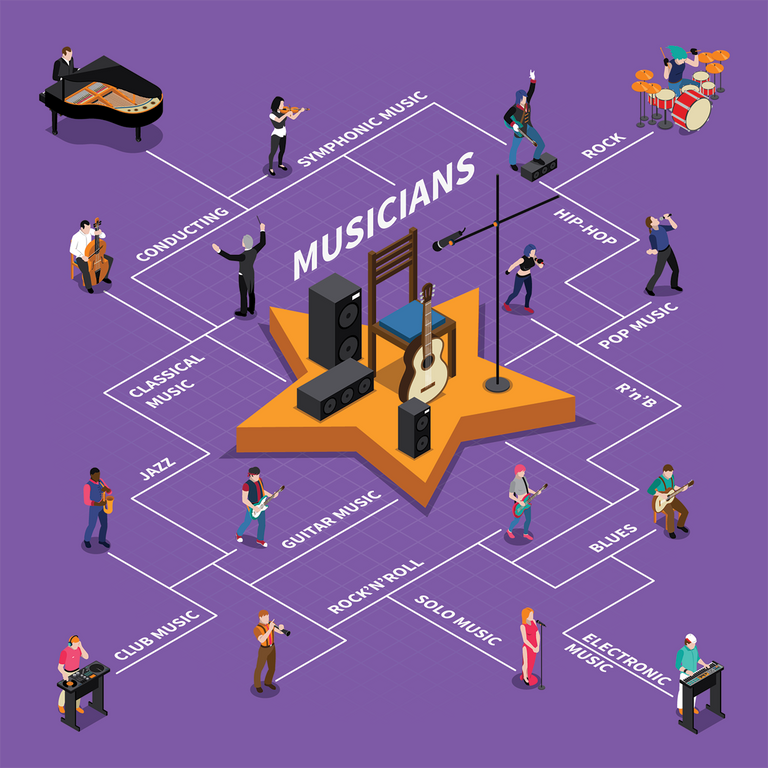 SYMPHONIC MUSIC
ROCK
MUSICIANS
CONDUCTING
HIP-HOP
POP MUSIC
CLASSICAL
MUSIC
R'n'B
JAZZ
GUITAR MUSIC
BLUES
ROCK'N'ROLL
CLUB MUSIC
SOLO MUSIC
ELECTRONIC
MUSIC